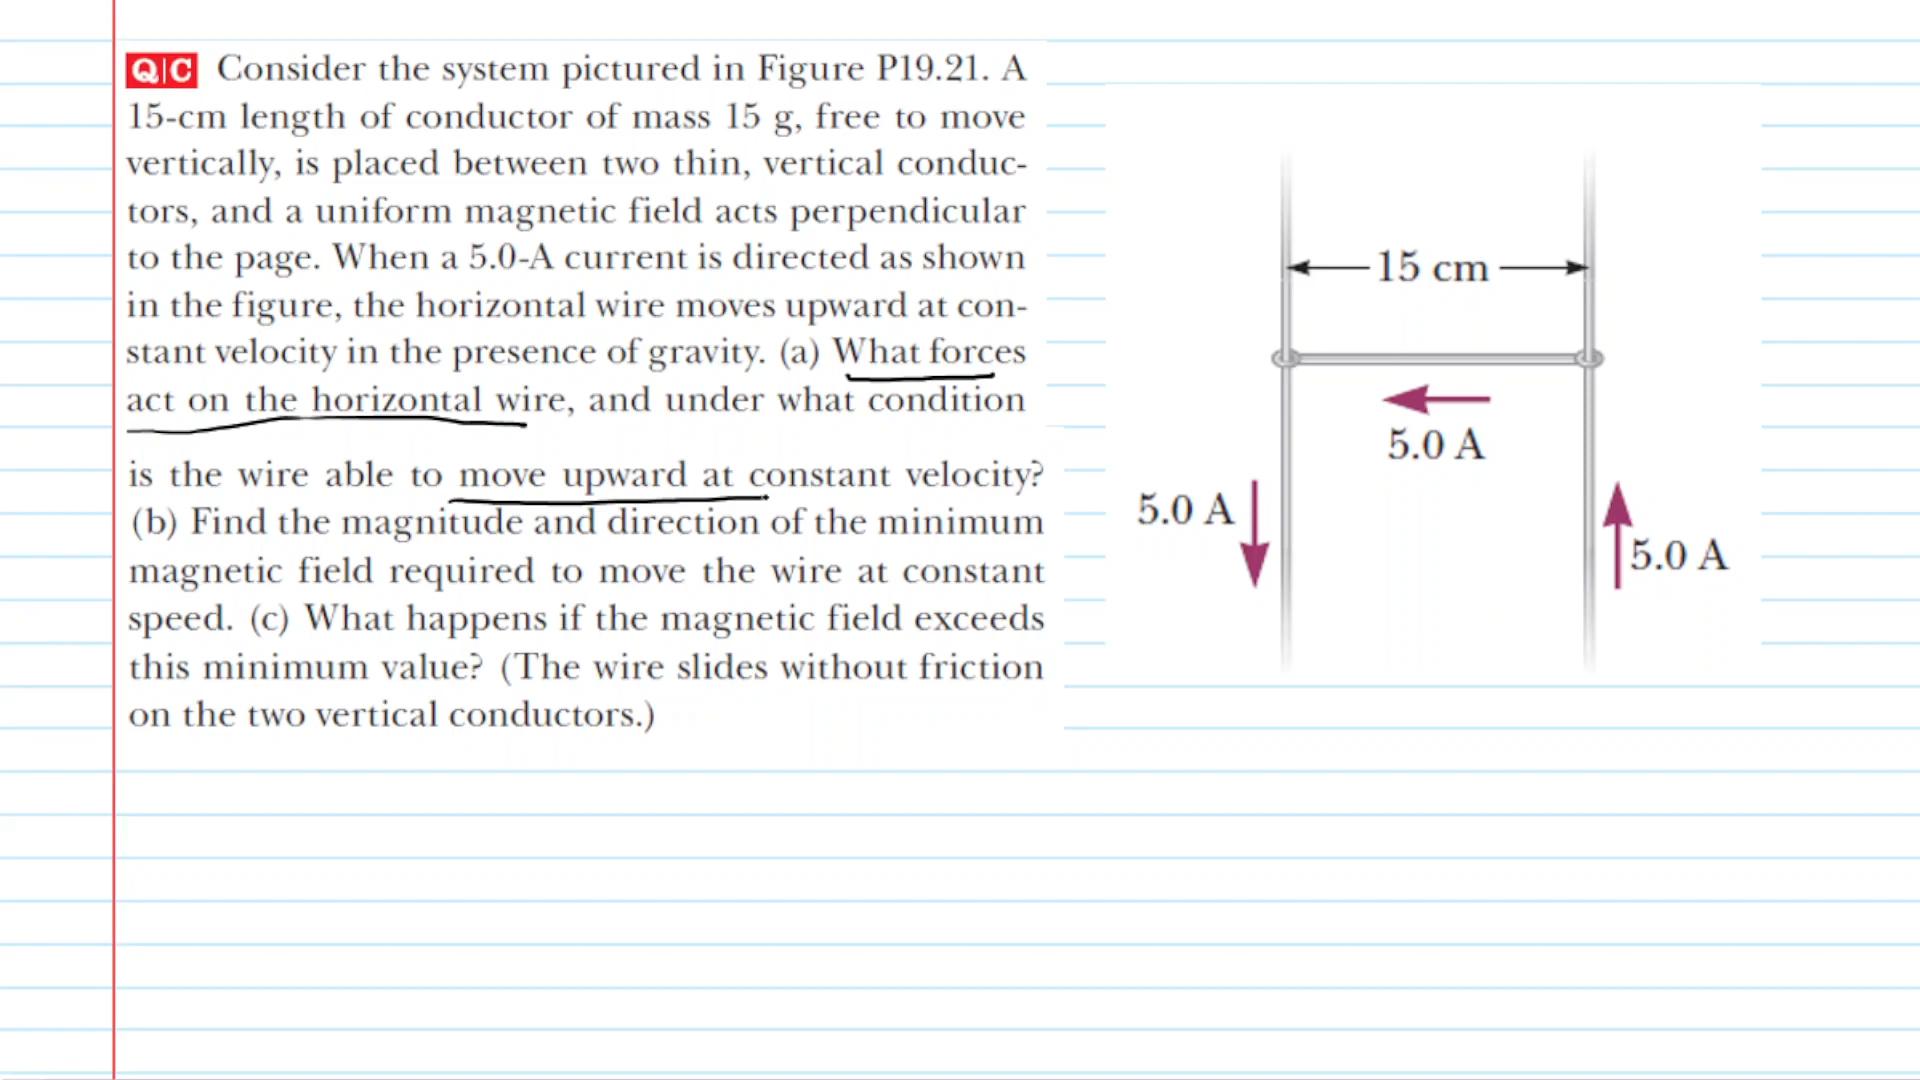 Q|C Consider the system pictured in Figure P19.21. A
15-cm length of conductor of mass 15 g, free to move
vertically, is placed between two thin, vertical conduc-
tors, and a uniform magnetic field acts perpendicular
to the page. When a 5.0-A current is directed as shown
in the figure, the horizontal wire moves upward at con-
stant velocity in the presence of gravity. (a) What forces
act on the horizontal wire, and under what condition
is the wire able to move upward at constant velocity?
(b) Find the magnitude and direction of the minimum
magnetic field required to move the wire at constant
speed. (c) What happens if the magnetic field exceeds
this minimum value? (The wire slides without friction
on the two vertical conductors.)
15 cm
5.0 A
5.0 A
5.0 A